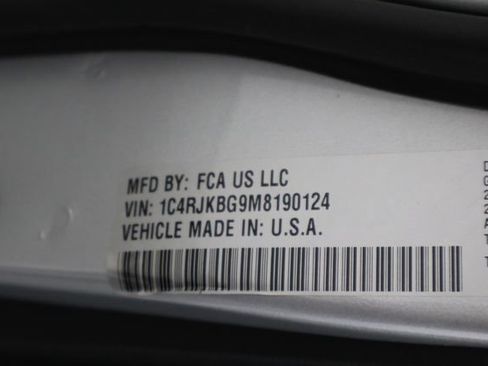 MFD BY: FCA US LLC
VIN: 1C4RJKBG9M8190124
VEHICLE MADE IN: U.S.A.